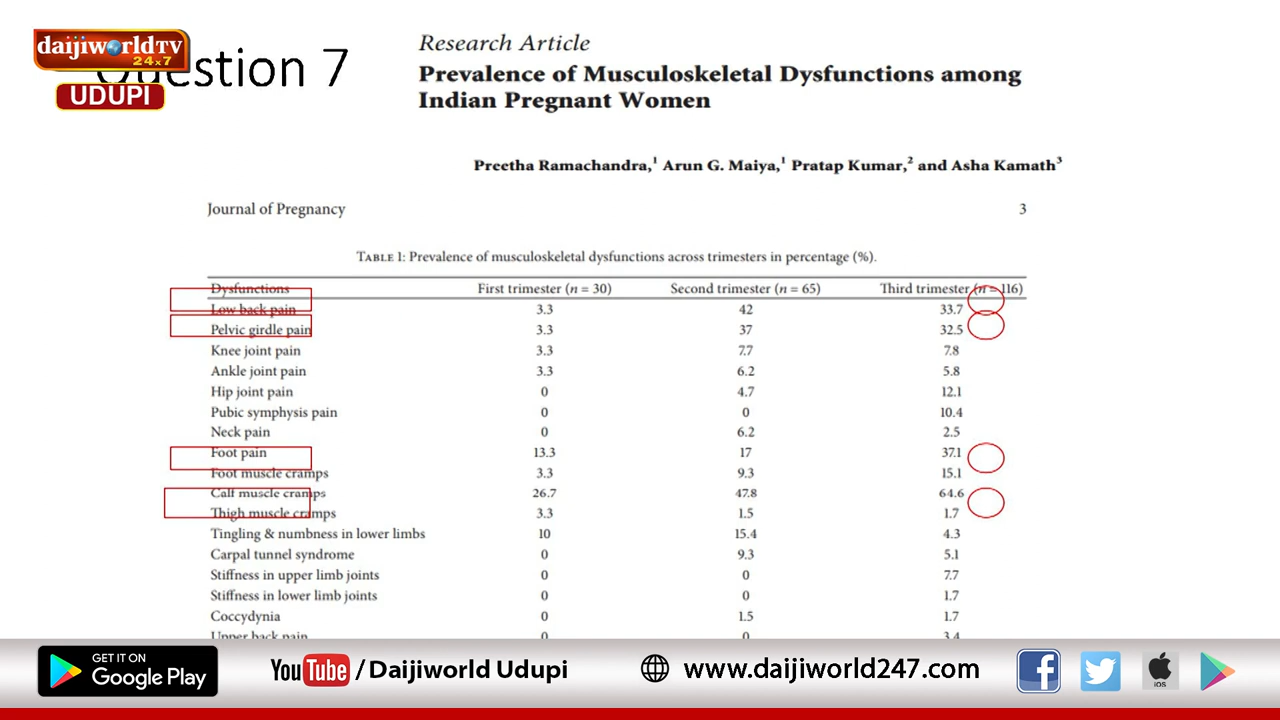 daijiworldTV
24x7
UDUPI
Question 7
Research Article
Prevalence of Musculoskeletal Dysfunctions among
Indian Pregnant Women
Preetha Ramachandra,1 Arun G. Maiya,1 Pratap Kumar,2 and Asha Kamath3
Journal of Pregnancy 3
Table 1: Prevalence of musculoskeletal dysfunctions across trimesters in percentage (%).
Dysfunctions First trimester (n = 30) Second trimester (n = 65) Third trimester (n = 116)
Low back pain 3.3 42 33.7
Pelvic girdle pain 3.3 37 32.5
Knee joint pain 3.3 7.7 7.8
Ankle joint pain 3.3 6.2 5.8
Hip joint pain 0 4.7 12.1
Pubic symphysis pain 0 0 10.4
Neck pain 0 6.2 2.5
Foot pain 13.3 17 37.1
Foot muscle cramps 3.3 9.3 15.1
Calf muscle cramps 26.7 47.8 64.6
Thigh muscle cramps 3.3 1.5 1.7
Tingling & numbness in lower limbs 10 15.4 4.3
Carpal tunnel syndrome 0 9.3 5.1
Stiffness in upper limb joints 0 0 7.7
Stiffness in lower limb joints 0 0 1.7
Coccydynia 0 1.5 1.7
Upper back pain 0 0 3.4
GET IT ON
Google Play
YouTube / Daijiworld Udupi
www.daijiworld247.com
iOS